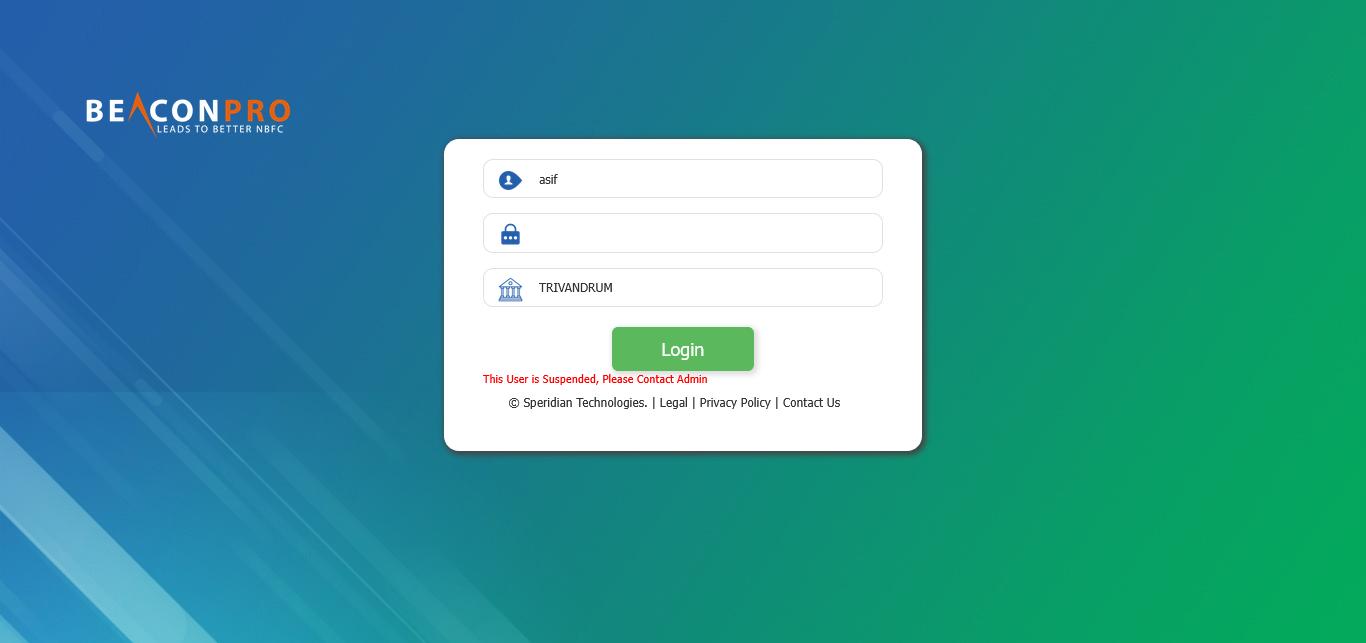 BEACONPRO
LEADS TO BETTER NBFC
asif
TRIVANDRUM
Login
This User is Suspended, Please Contact Admin
© Speridian Technologies. | Legal | Privacy Policy | Contact Us